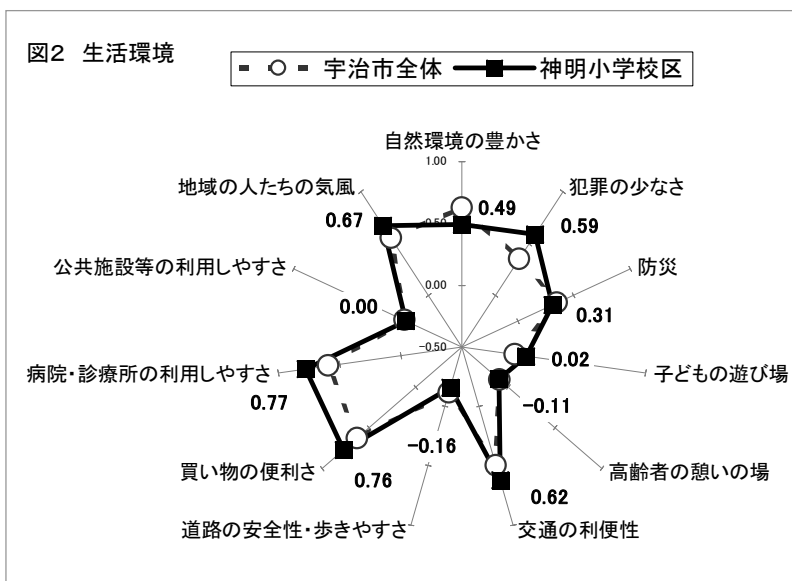 図2 生活環境
宇治市全体 神明小学校区
自然環境の豊かさ
1.00
地域の人たちの気風
犯罪の少なさ
0.67
0.50
0.49
0.59
公共施設等の利用しやすさ
防災
0.00
0.00
0.31
病院・診療所の利用しやすさ
-0.50
0.02
子どもの遊び場
0.77
-0.11
買い物の便利さ
0.76
-0.16
高齢者の憩いの場
0.62
道路の安全性・歩きやすさ
交通の利便性